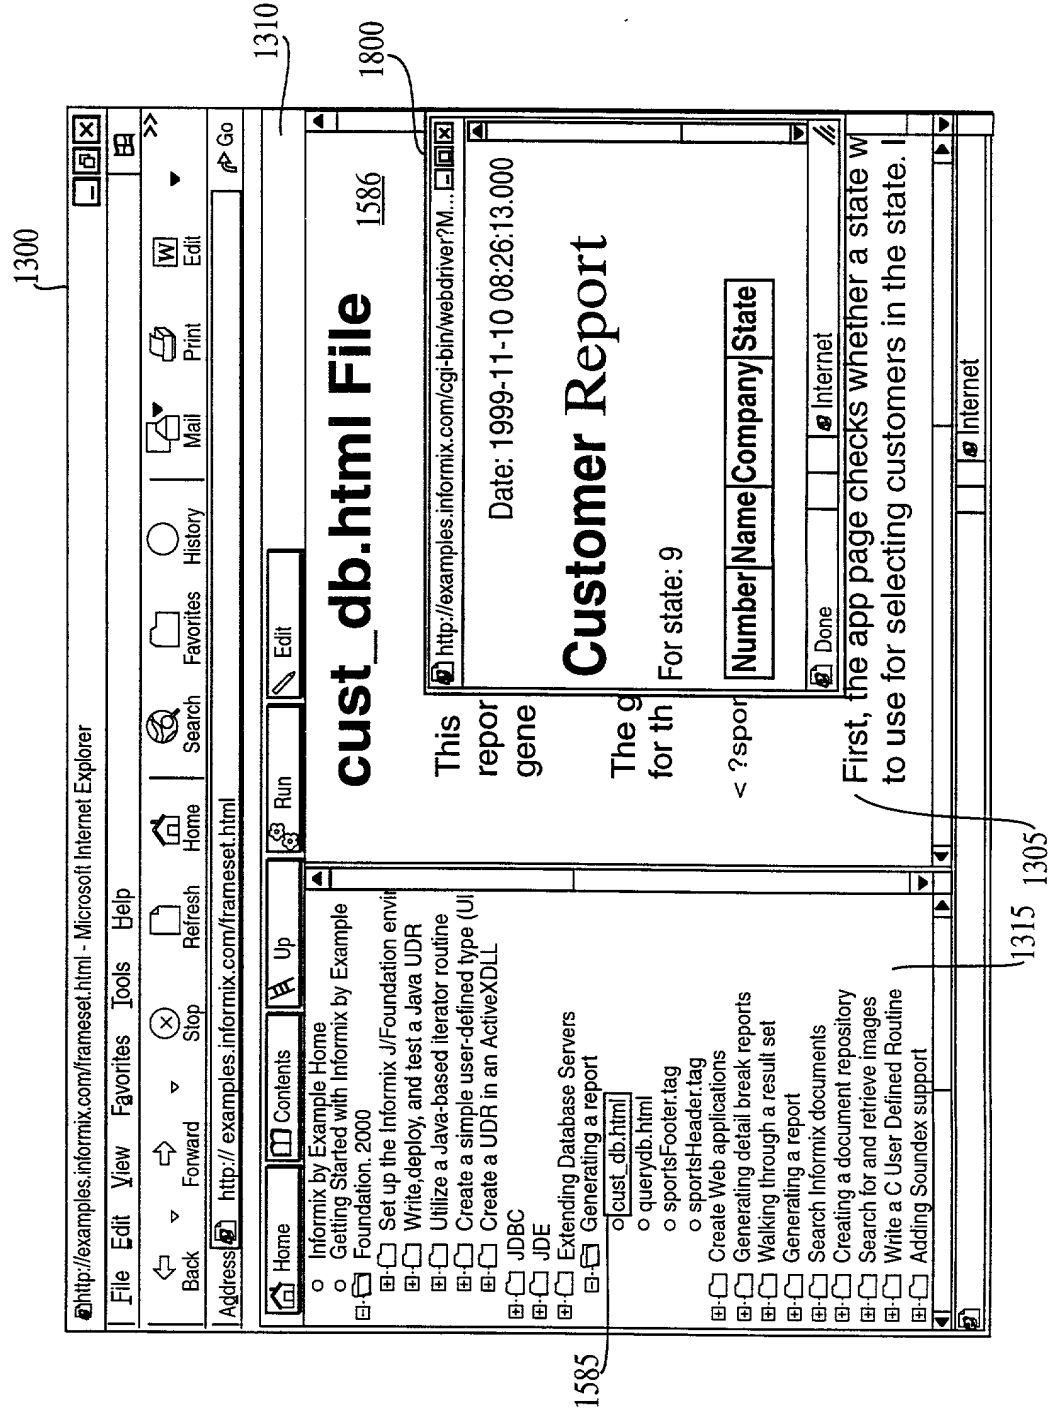 1300
http://examples.informix.com/frameset.html - Microsoft Internet Explorer
File Edit View Favorites Tools Help
Back Forward Stop Refresh Home Search Favorites History Mail Print Edit
W
>>
Address http:// examples.informix.com/frameset.html Go
1310
Home Contents Up Run Edit
Informix by Example Home
Getting Started with Informix by Example
Foundation. 2000
Set up the Informix J/Foundation envir
Write,deploy, and test a Java UDR
Utilize a Java-based iterator routine
Create a simple user-defined type (UI
Create a UDR in an ActiveXDLL
JDBC
JDE
Extending Database Servers
Generating a report
1585
cust_db.html
querydb.html
sportsFooter.tag
sportsHeader.tag
Create Web applications
Generating detail break reports
Walking through a result set
Generating a report
Search Informix documents
Creating a document repository
Search for and retrieve images
Write a C User Defined Routine
Adding Soundex support
1315
cust_db.html File
1586
1800
This
repor
gene
The g
for th
< ?spor
http://examples.informix.com/cgi-bin/webdriver?M...
Date: 1999-11-10 08:26:13.000
Customer Report
For state: 9
Number Name Company State
Done Internet
First, the app page checks whether a state w
to use for selecting customers in the state. I
1305
Internet